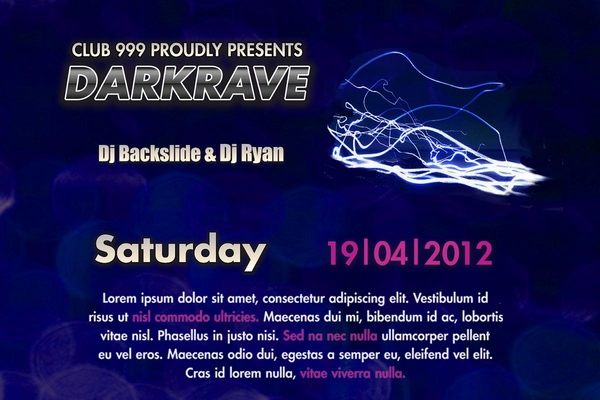 CLUB 999 PROUDLY PRESENTS
DARKRAVE
Dj Backslide & Dj Ryan
Saturday 19|04|2012
Lorem ipsum dolor sit amet, consectetur adipiscing elit. Vestibulum id
risus ut nisl commodo ultricies. Maecenas dui mi, bibendum id ac, lobortis
vitae nisl. Phasellus in justo nisi. Sed na nec nulla ullamcorper pellent
eu vel eros. Maecenas odio dui, egestas a semper eu, eleifend vel elit.
Cras id lorem nulla, vitae viverra nulla.